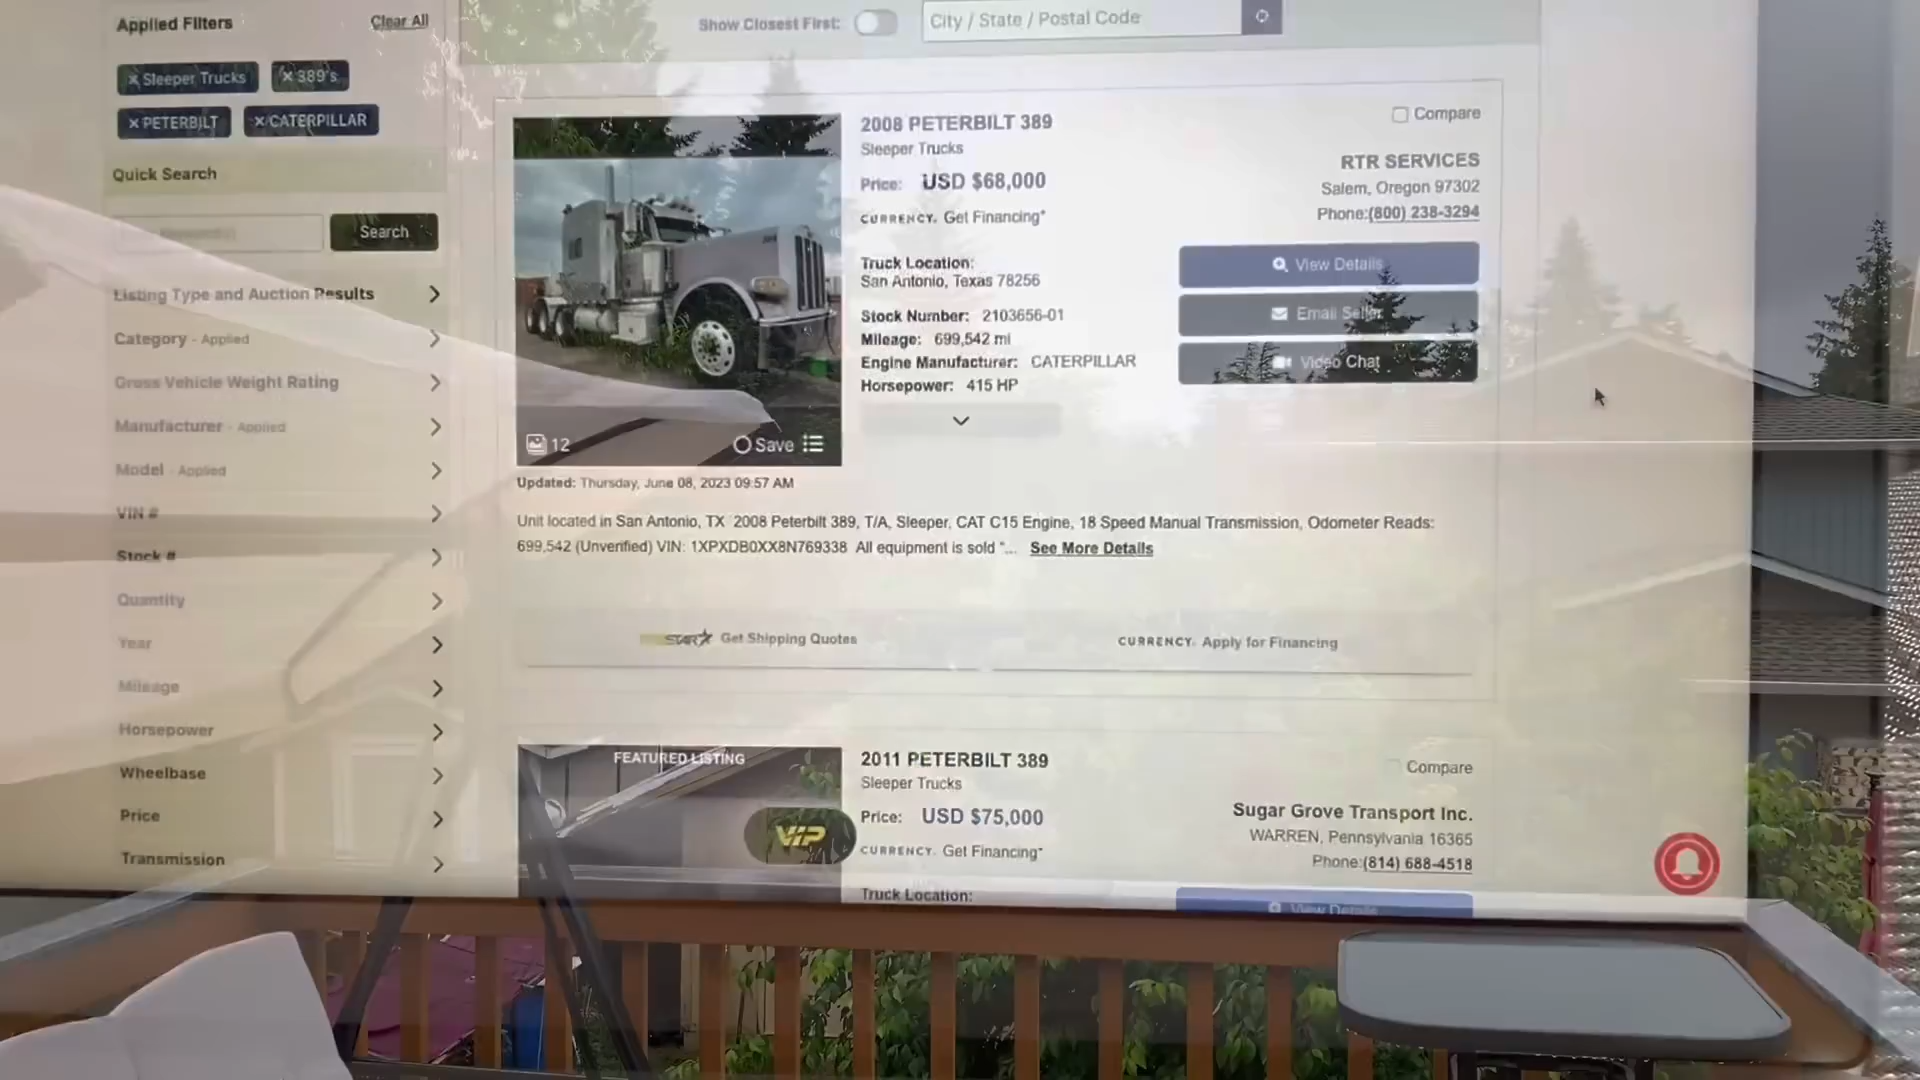 Applied Filters
Clear All
× Sleeper Trucks
× 389's
× PETERBILT
× CATERPILLAR
Quick Search
Search
Listing Type and Auction Results
Category - Applied
Gross Vehicle Weight Rating
Manufacturer - Applied
Model - Applied
VIN #
Stock #
Quantity
Year
Mileage
Horsepower
Wheelbase
Price
Transmission
Show Closest First:
City / State / Postal Code
2008 PETERBILT 389
Sleeper Trucks
Price: USD $68,000
CURRENCY. Get Financing*
Truck Location:
San Antonio, Texas 78256
Stock Number: 2103656-01
Mileage: 699,542 mi
Engine Manufacturer: CATERPILLAR
Horsepower: 415 HP
Compare
RTR SERVICES
Salem, Oregon 97302
Phone:(800) 238-3294
View Details
Email Seller
Video Chat
12
Save
Updated: Thursday, June 08, 2023 09:57 AM
Unit located in San Antonio, TX 2008 Peterbilt 389, T/A, Sleeper, CAT C15 Engine, 18 Speed Manual Transmission, Odometer Reads:
699,542 (Unverified) VIN: 1XPXDB0XX8N769338 All equipment is sold "... See More Details
Get Shipping Quotes
CURRENCY. Apply for Financing
FEATURED LISTING
VIP
2011 PETERBILT 389
Sleeper Trucks
Price: USD $75,000
CURRENCY. Get Financing*
Truck Location:
Compare
Sugar Grove Transport Inc.
WARREN, Pennsylvania 16365
Phone:(814) 688-4518
View Details